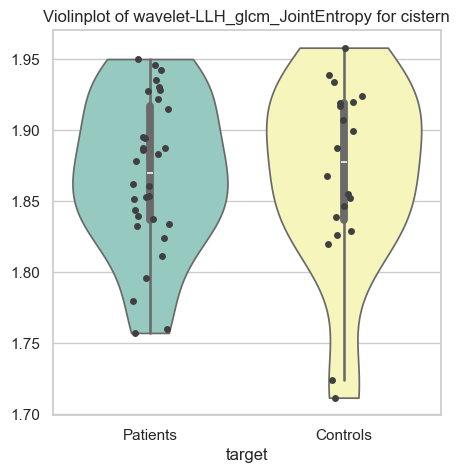 Violinplot of wavelet-LLH_glcm_JointEntropy for cistern
1.95
1.90
1.85
1.80
1.75
1.70
Patients
Controls
target